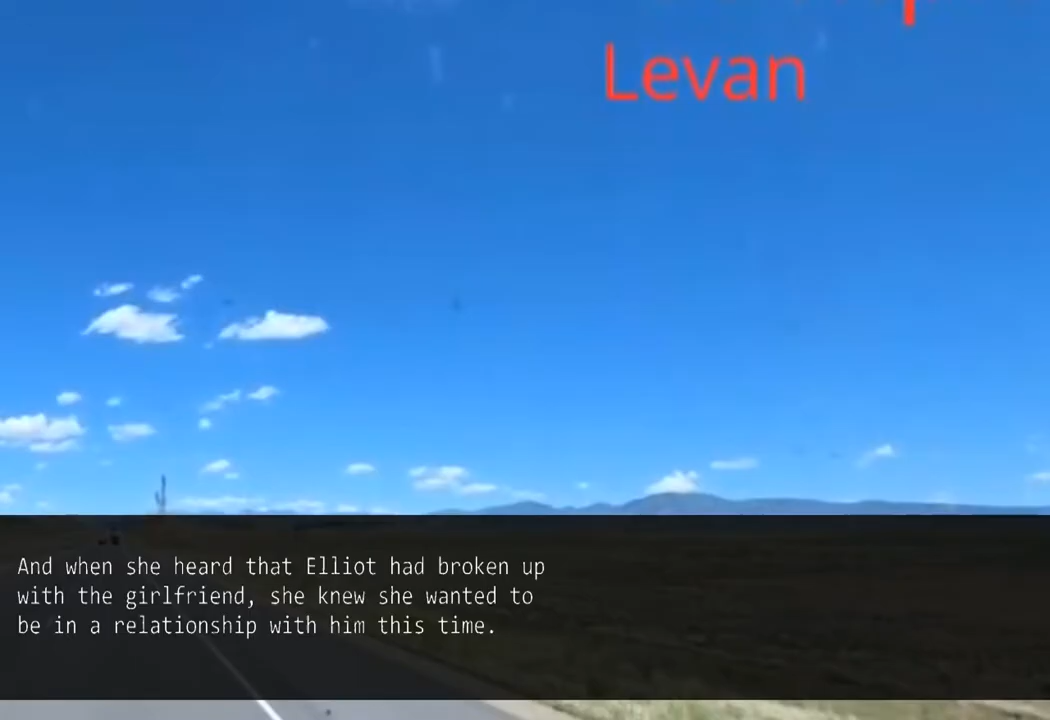 Levan
And when she heard that Elliot had broken up
with the girlfriend, she knew she wanted to
be in a relationship with him this time.